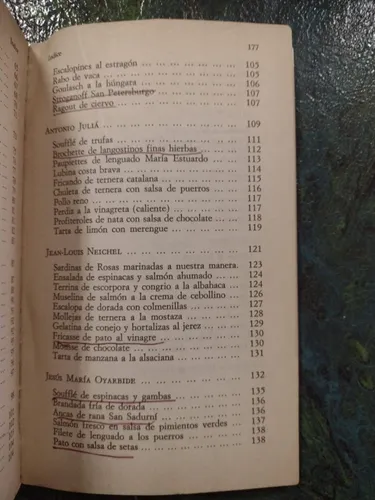 Indice 177
Escalopines al estragón ... 105
Rabo de vaca ... 105
Goulasch a la húngara ... 106
Strogonoff San Petersburgo ... 107
Ragout de ciervo ... 107
ANTONIO JULIÁ ... 109
Soufflé de trufas ... 111
Brochette de langostinos finas hierbas ... 112
Paupiettes de lenguado María Estuardo ... 113
Lubina costa brava ... 114
Fricando de ternera catalana ... 114
Chuleta de ternera con salsa de puerros ... 115
Pollo reno ... 116
Perdiz a la vinagreta (caliente) ... 117
Profiteroles de nata con salsa de chocolate ... 118
Tarta de limón con merengue ... 119
JEAN-LOUIS NEICHEL ... 121
Sardinas de Rosas marinadas a nuestra manera. 123
Ensalada de espinacas y salmón ahumado ... 124
Terrina de escorpora y congrio a la albahaca ... 124
Muselina de salmón a la crema de cebollino ... 125
Escalopa de dorada con colmenillas ... 127
Mollejas de ternera a la mostaza ... 128
Gelatina de conejo y hortalizas al jerez ... 129
Fricasse de pato al vinagre ... 130
Mousse de chocolate ... 130
Tarta de manzana a la alsaciana ... 131
JESÚS MARÍA OYARBIDE ... 132
Soufflé de espinacas y gambas ... 135
Brandada fría de dorada ... 136
Ancas de rana San Sadurní ... 136
Salmón fresco en salsa de pimientos verdes ... 137
Filete de lenguado a los puerros ... 138
Pato con salsa de setas ... 138